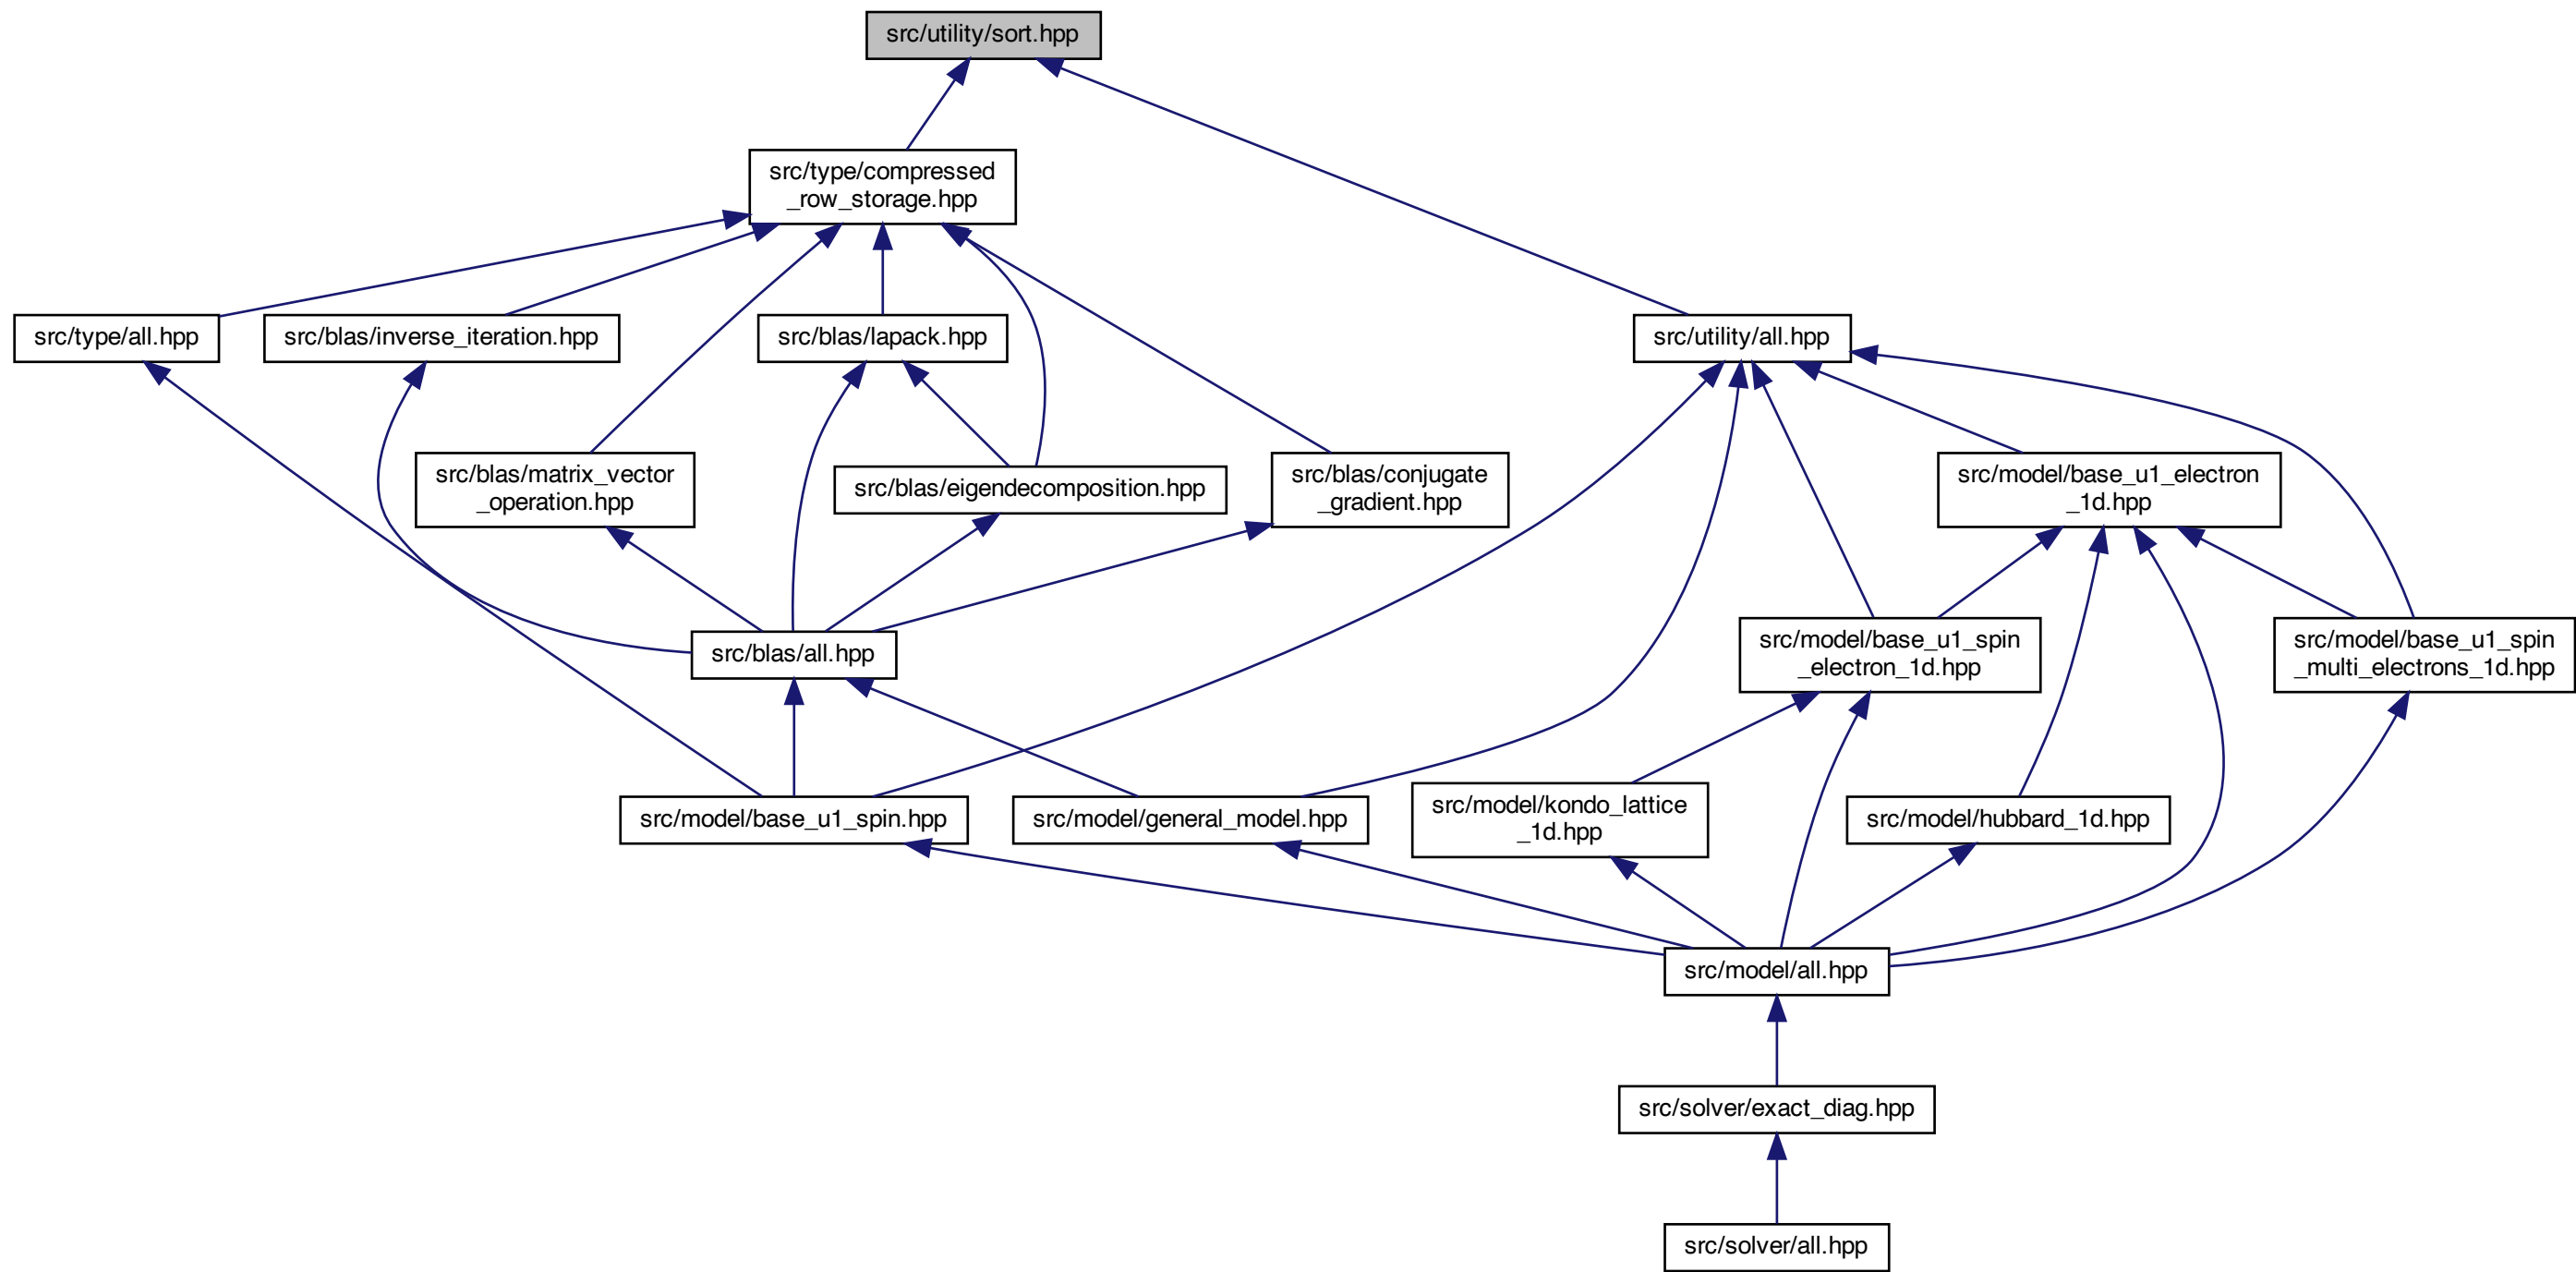 src/utility/sort.hpp
src/type/compressed
_row_storage.hpp
src/type/all.hpp
src/blas/inverse_iteration.hpp
src/blas/lapack.hpp
src/utility/all.hpp
src/blas/matrix_vector
_operation.hpp
src/blas/eigendecomposition.hpp
src/blas/conjugate
_gradient.hpp
src/model/base_u1_electron
_1d.hpp
src/blas/all.hpp
src/model/base_u1_spin
_electron_1d.hpp
src/model/base_u1_spin
_multi_electrons_1d.hpp
src/model/base_u1_spin.hpp
src/model/general_model.hpp
src/model/kondo_lattice
_1d.hpp
src/model/hubbard_1d.hpp
src/model/all.hpp
src/solver/exact_diag.hpp
src/solver/all.hpp